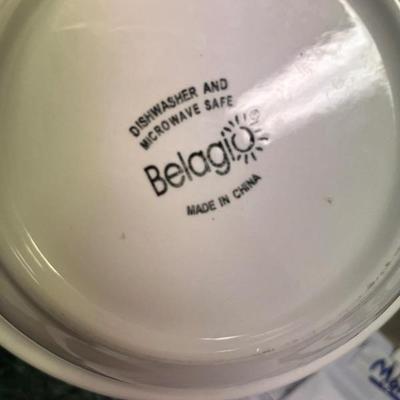 DISHWASHER AND
MICROWAVE SAFE
Belagio®
MADE IN CHINA